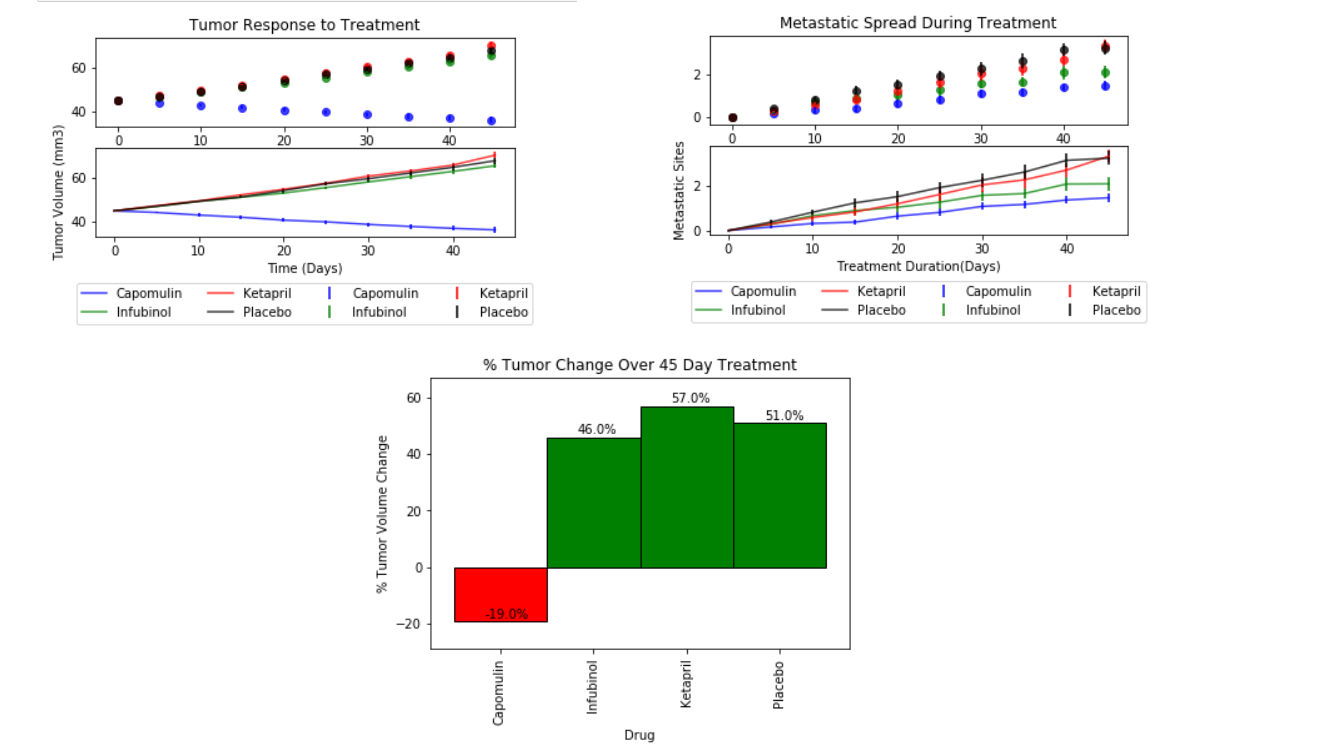 Tumor Response to Treatment
60
40
0 10 20 30 40
60
40
0 10 20 30 40
Tumor Volume (mm3)
Time (Days)
Capomulin Ketapril Capomulin Ketapril
Infubinol Placebo Infubinol Placebo
Metastatic Spread During Treatment
2
0
0 10 20 30 40
2
0
0 10 20 30 40
Metastatic Sites
Treatment Duration(Days)
Capomulin Ketapril Capomulin Ketapril
Infubinol Placebo Infubinol Placebo
% Tumor Change Over 45 Day Treatment
60
40
20
0
−20
% Tumor Volume Change
-19.0%
46.0%
57.0%
51.0%
Capomulin
Infubinol
Ketapril
Placebo
Drug